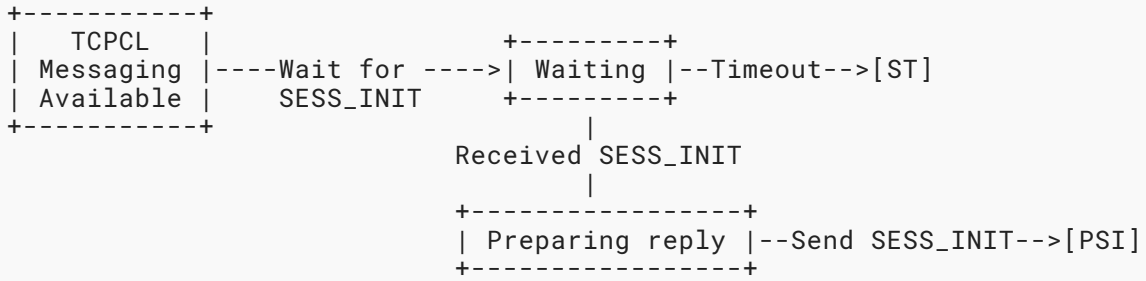 +-----------+
|   TCPCL   |                 +---------+
| Messaging |----Wait for ---->| Waiting |--Timeout-->[ST]
| Available |    SESS_INIT     +---------+
+-----------+                       |
                          Received SESS_INIT
                                    |
                          +-----------------+
                          | Preparing reply |--Send SESS_INIT-->[PSI]
                          +-----------------+